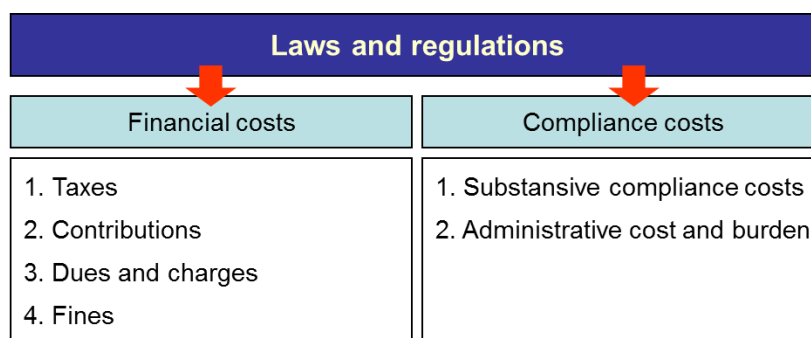 Laws and regulations
Financial costs
Compliance costs
1. Taxes
2. Contributions
3. Dues and charges
4. Fines
1. Substansive compliance costs
2. Administrative cost and burden